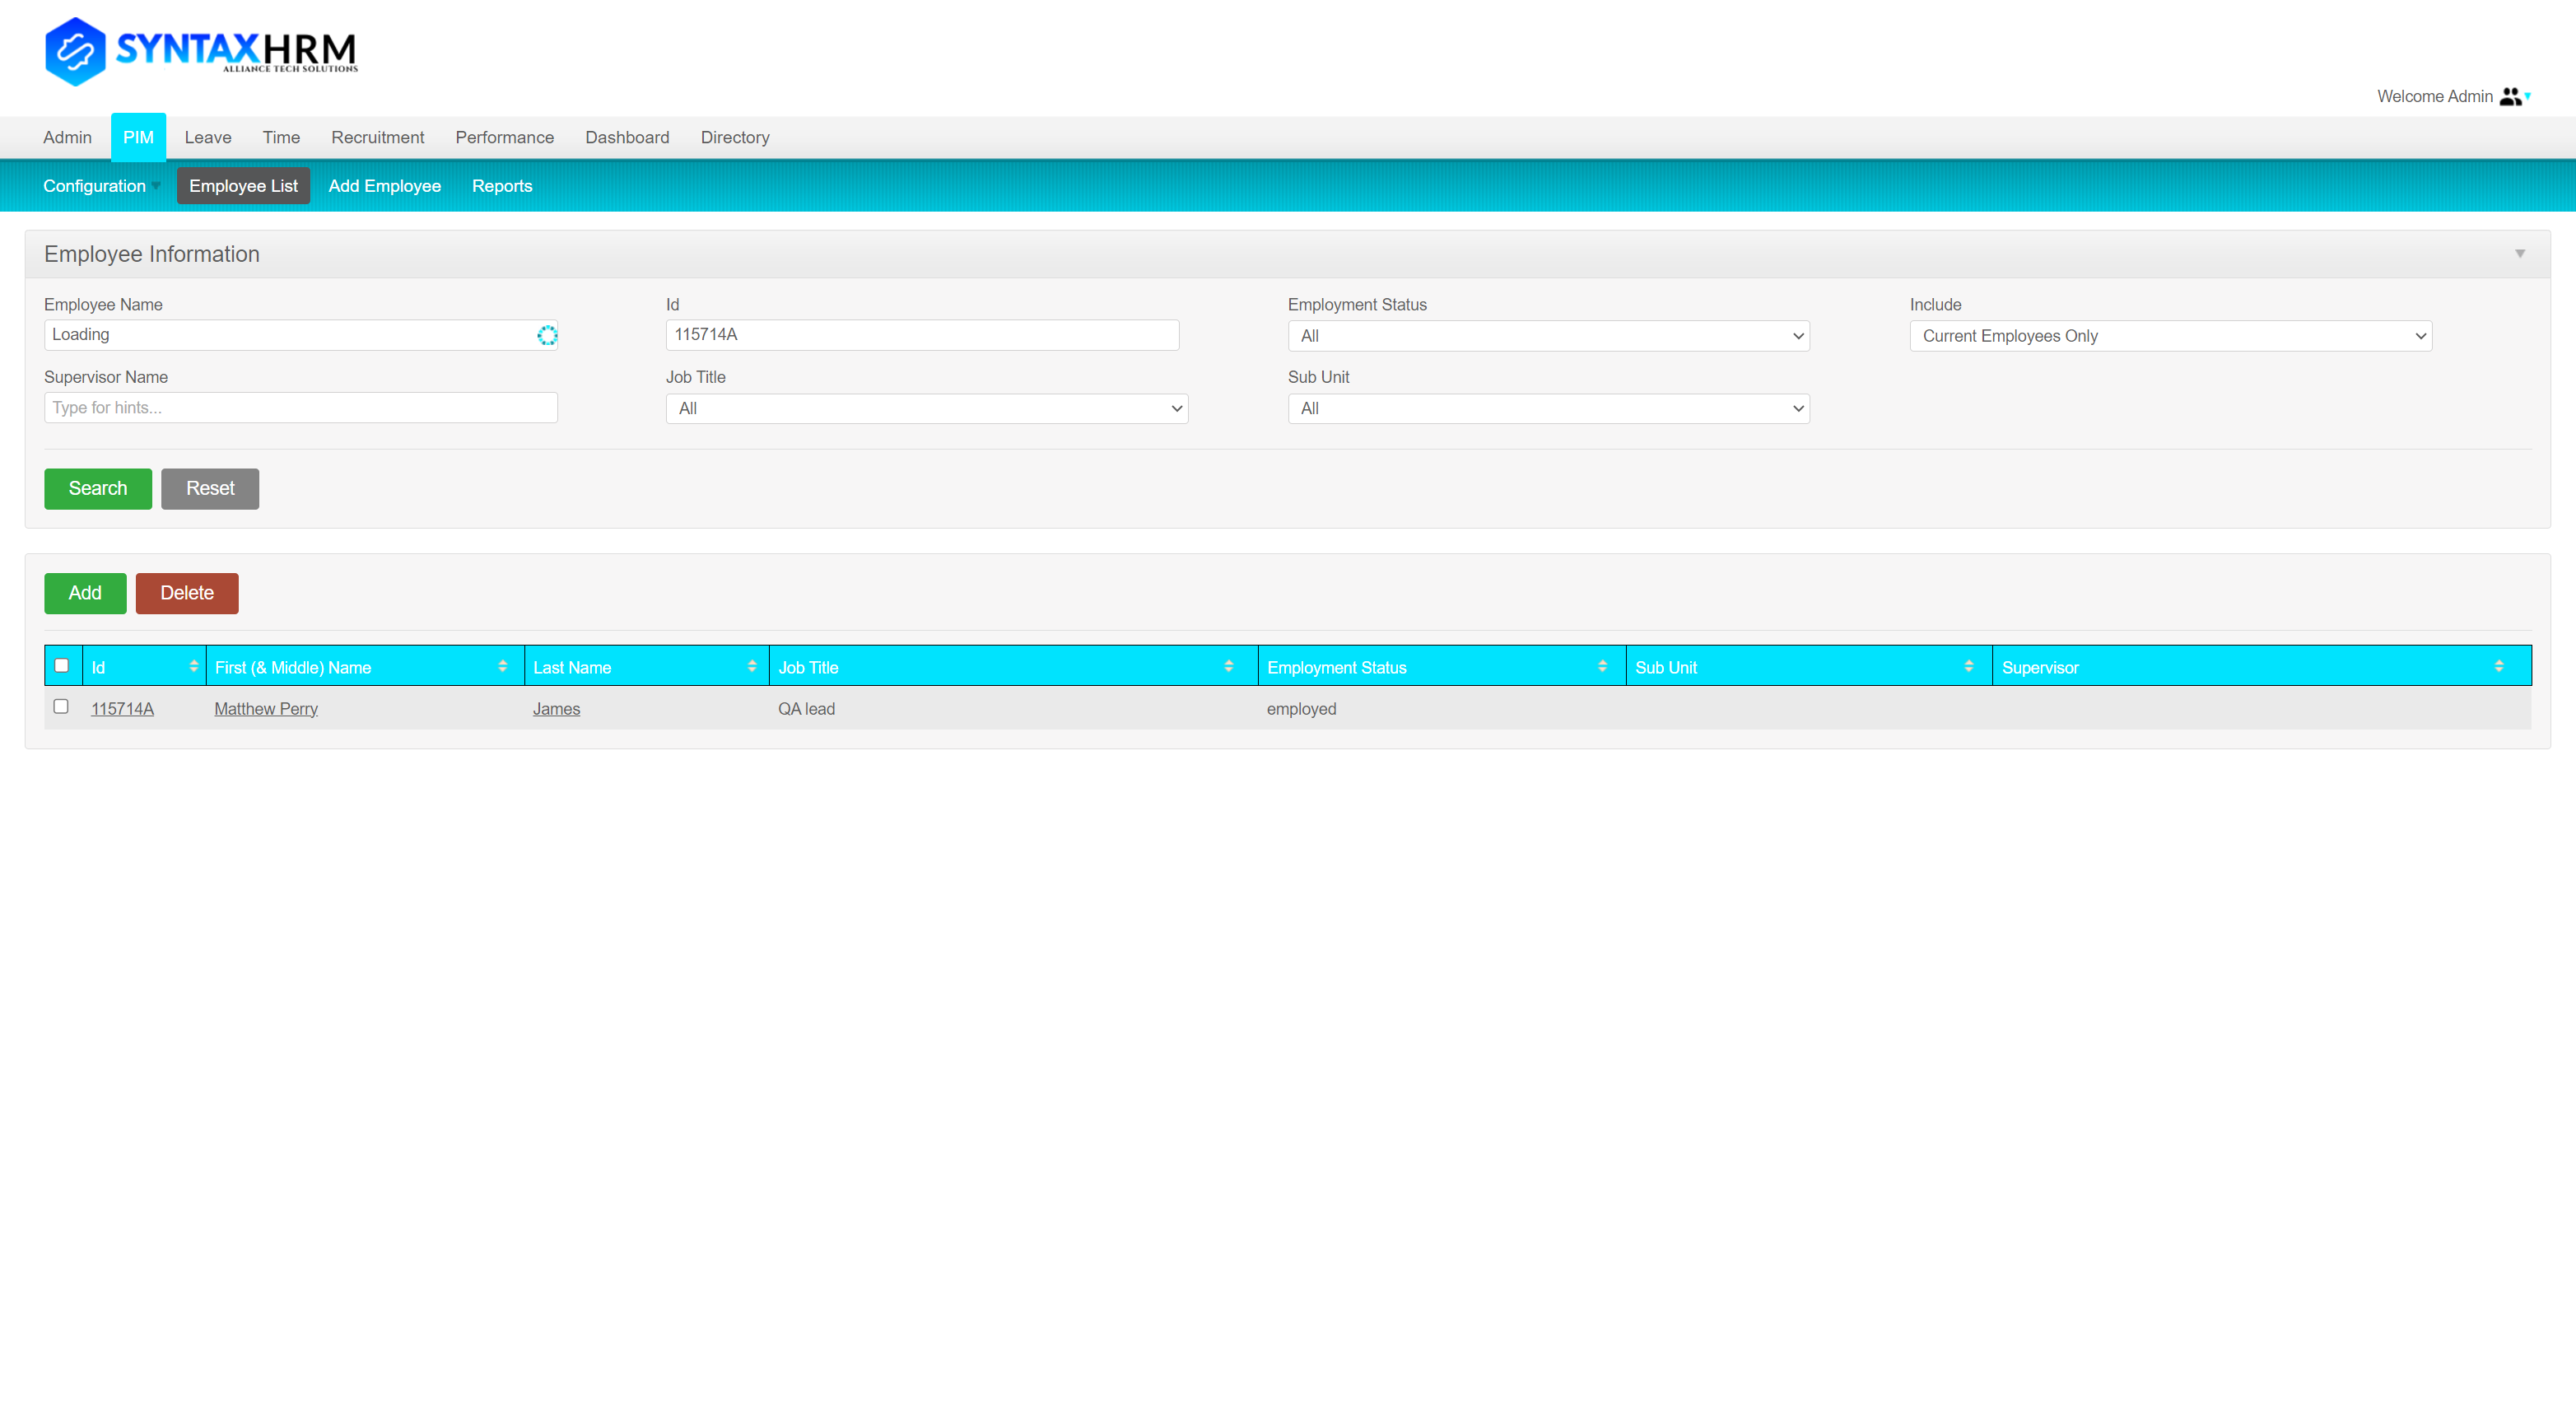 SYNTAXHRM
ALLIANCE TECH SOLUTIONS
Welcome Admin
Admin PIM Leave Time Recruitment Performance Dashboard Directory
Configuration Employee List Add Employee Reports
Employee Information
Employee Name Id Employment Status Include
Loading 115714A All Current Employees Only
Supervisor Name Job Title Sub Unit
Type for hints... All All
Search Reset
Add Delete
Id First (& Middle) Name Last Name Job Title Employment Status Sub Unit Supervisor
115714A Matthew Perry James QA lead employed